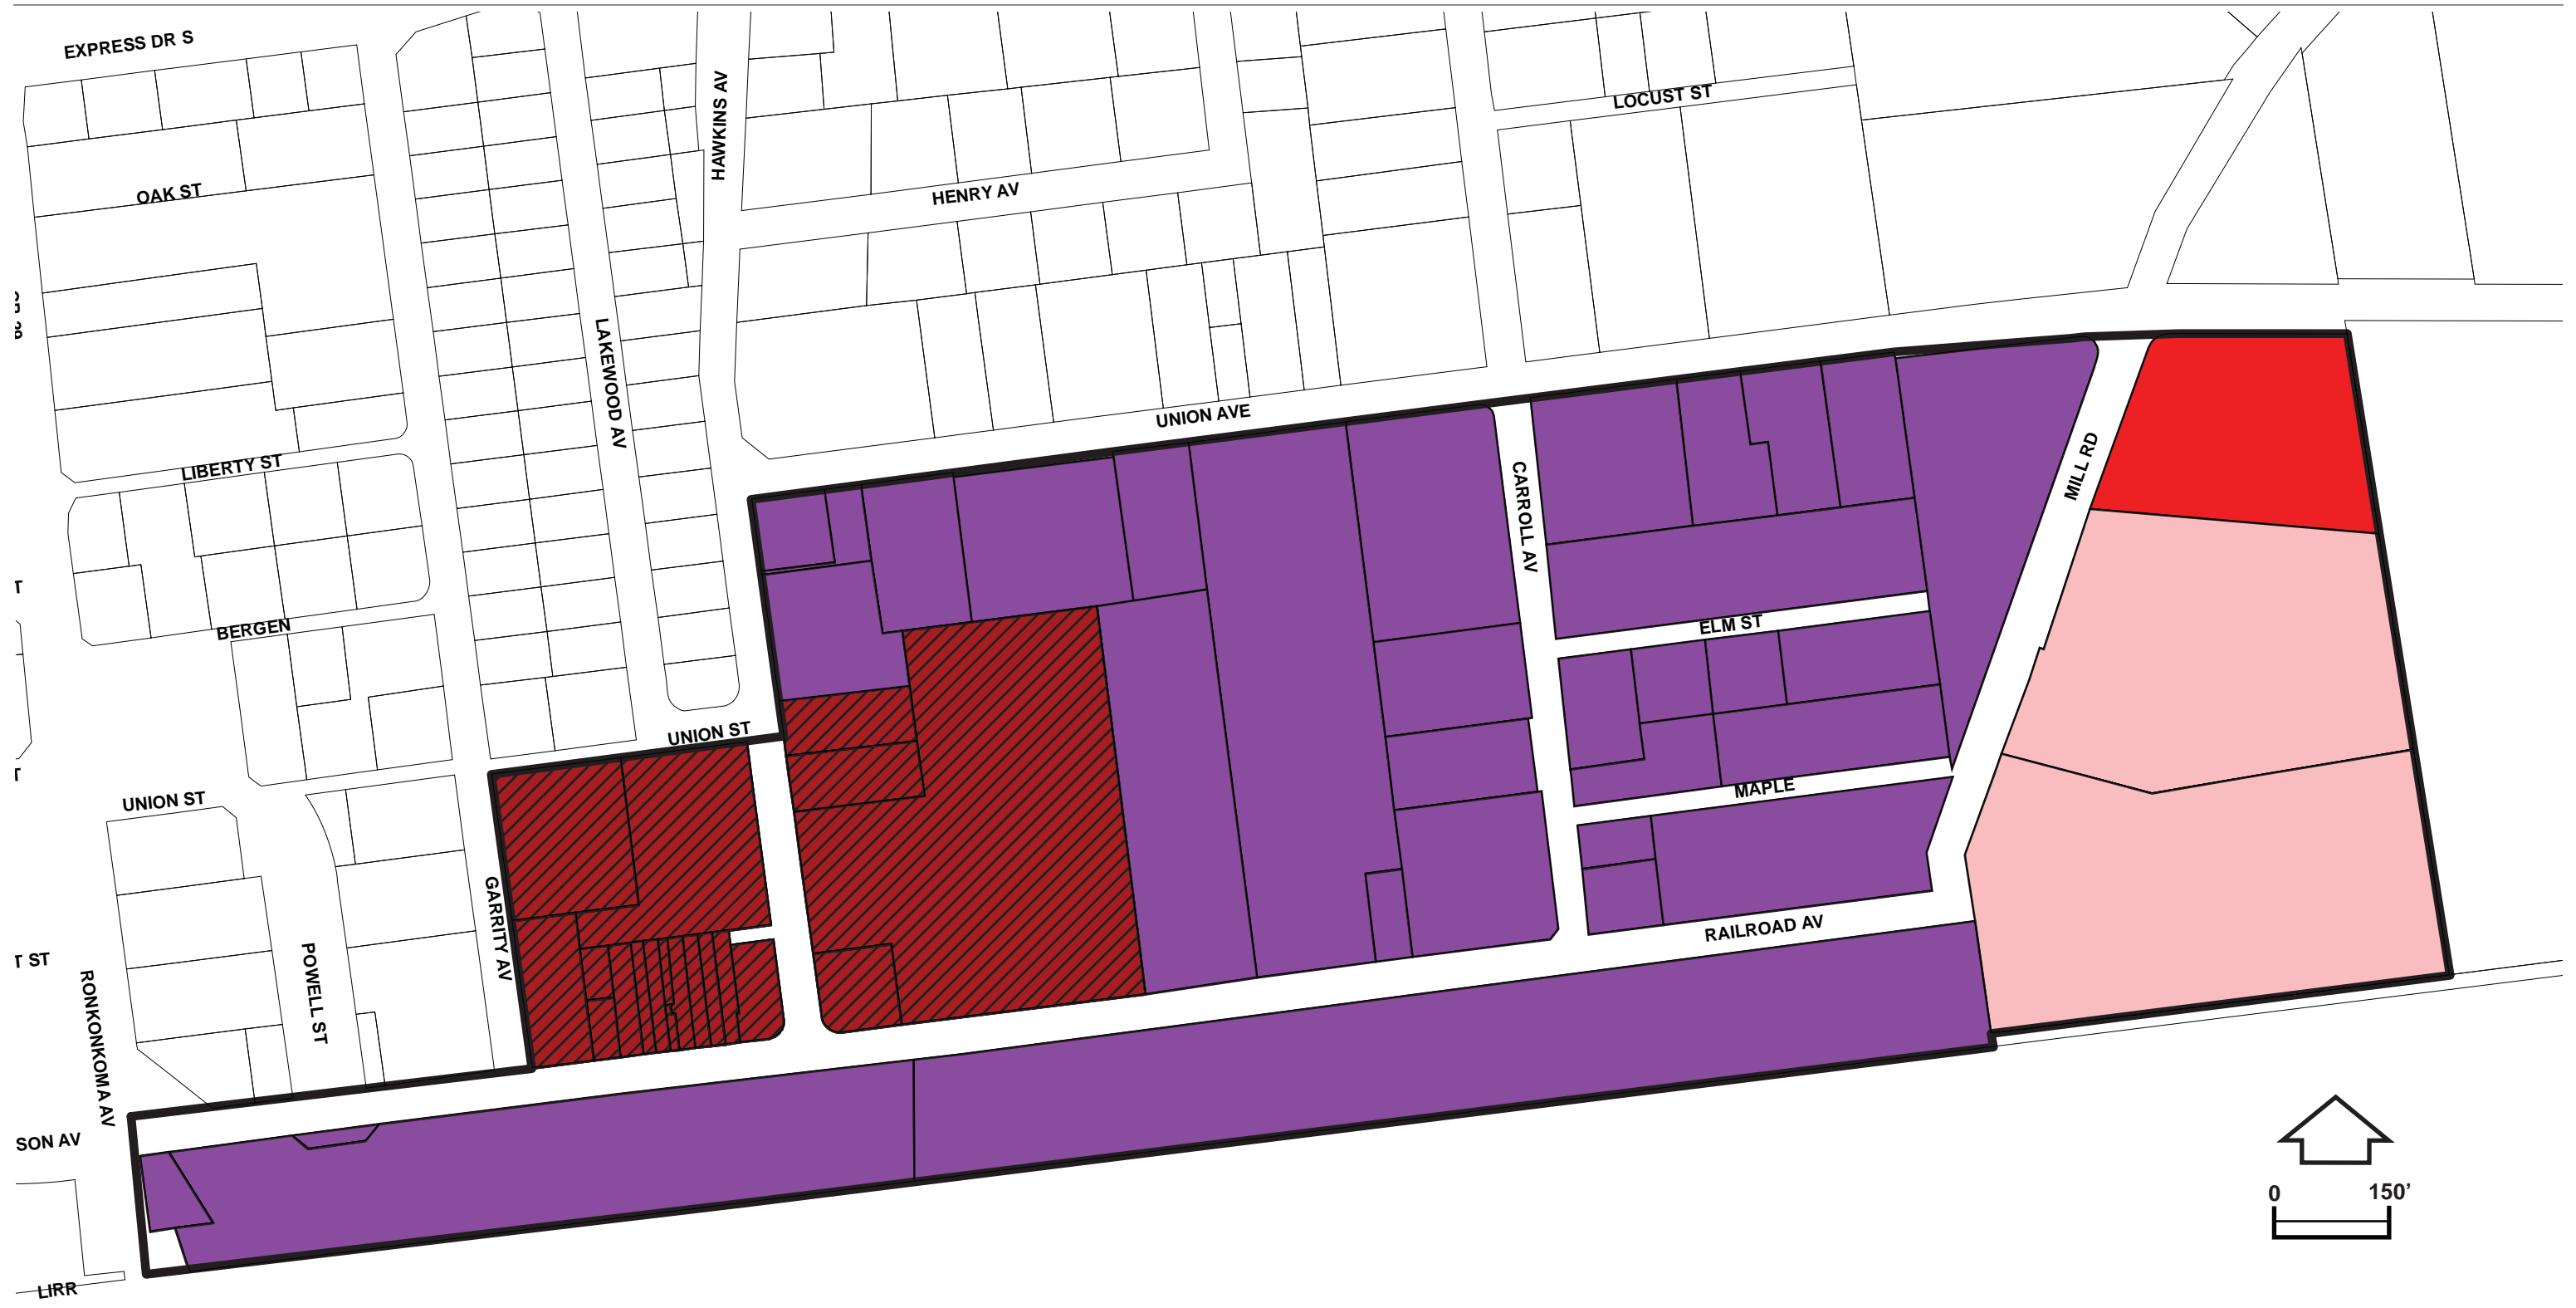 EXPRESS DR S
OAK ST
HAWKINS AV
HENRY AV
LOCUST ST
LAKEWOOD AV
UNION AVE
LIBERTY ST
MILL RD
CARROLL AV
BERGEN
ELM ST
UNION ST
MAPLE
UNION ST
GARRITY AV
RAILROAD AV
POWELL ST
T ST
RONKONKOMA AV
SON AV
0 150’
LIRR